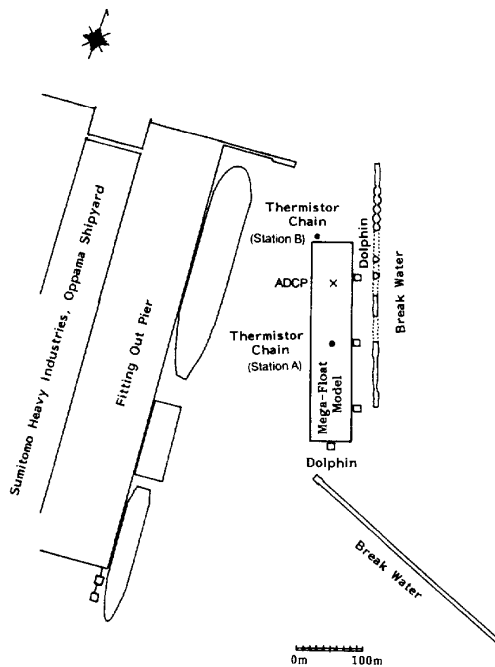 Thermistor
Chain
(Station B)
ADCP
Thermistor
Chain
(Station A)
Mega-Float
Model
Dolphin
Dolphin
Break Water
Break Water
Fitting Out Pier
Sumitomo Heavy Industries, Oppama Shipyard
0m 100m